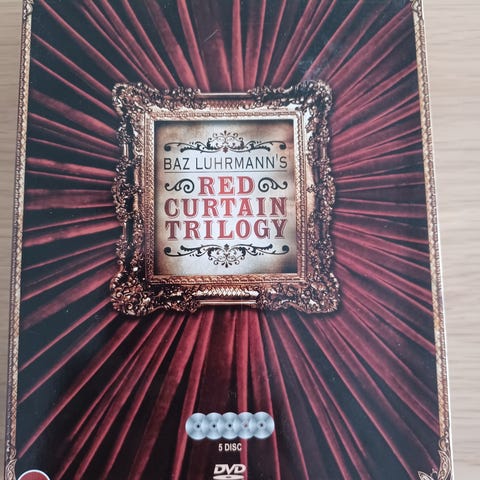 BAZ LUHRMANN'S
RED
CURTAIN
TRILOGY
5 DISC
DVD